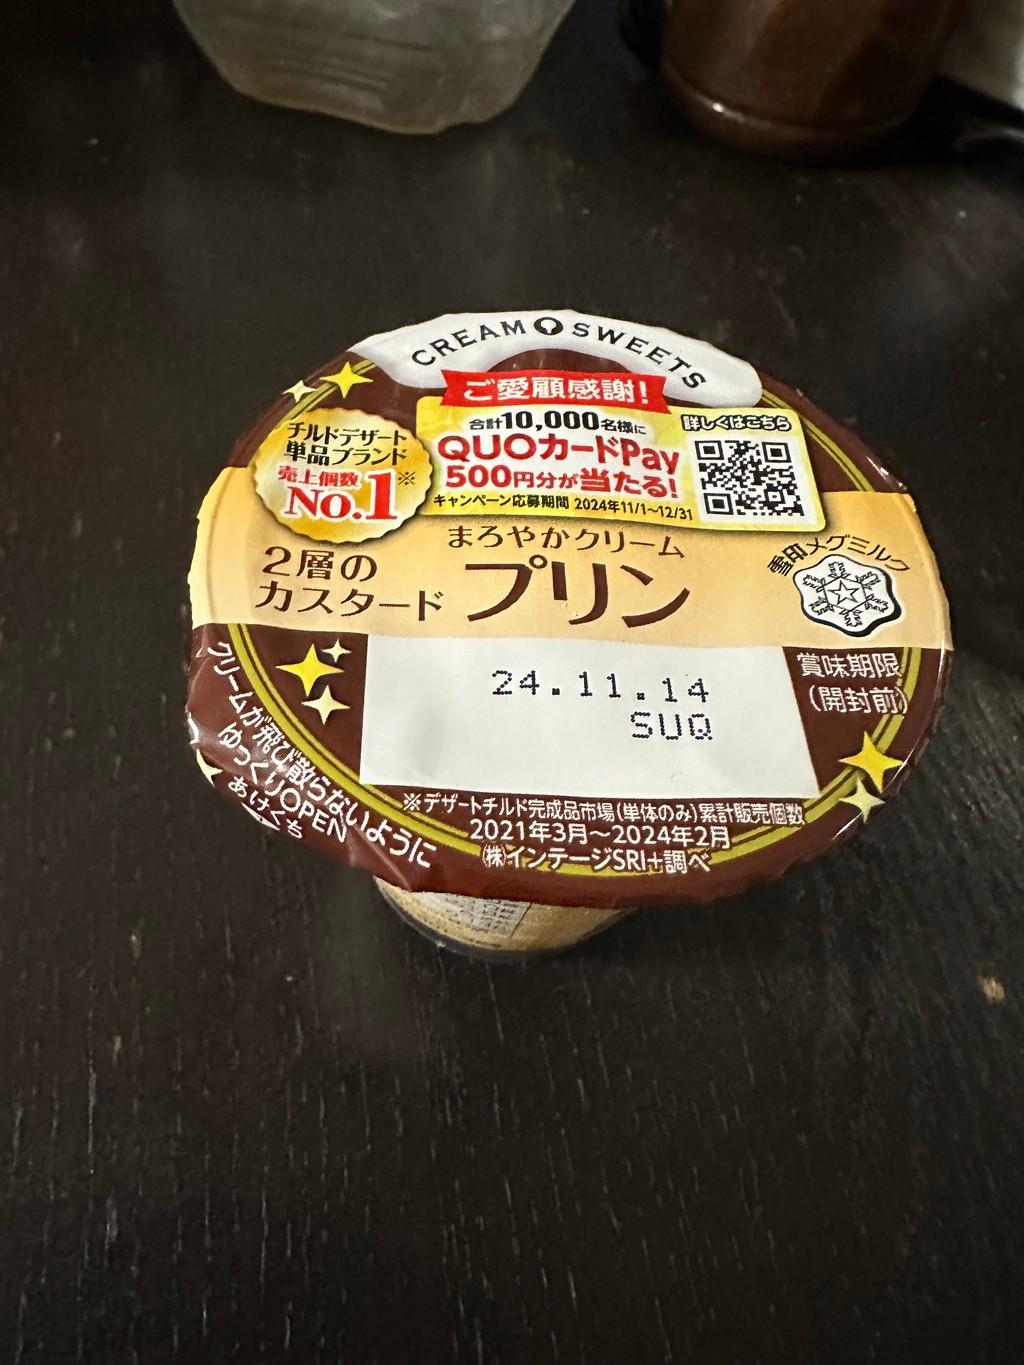 CREAM SWEETS
ご愛顧感謝!
合計10,000名様に
QUOカードPay
500円分が当たる!
キャンペーン応募期間 2024年11/1~12/31
詳しくはこちら
チルドデザート
単品ブランド
売上個数
No.1※
まろやかクリーム
2層の
カスタード
プリン
雪印メグミルク
24.11.14
SUQ
賞味期限
(開封前)
クリームが飛び散らないように
ゆっくりOPEN
あけくち
※デザートチルド完成品市場(単体のみ)累計販売個数
2021年3月~2024年2月
㈱インテージSRI+調べ